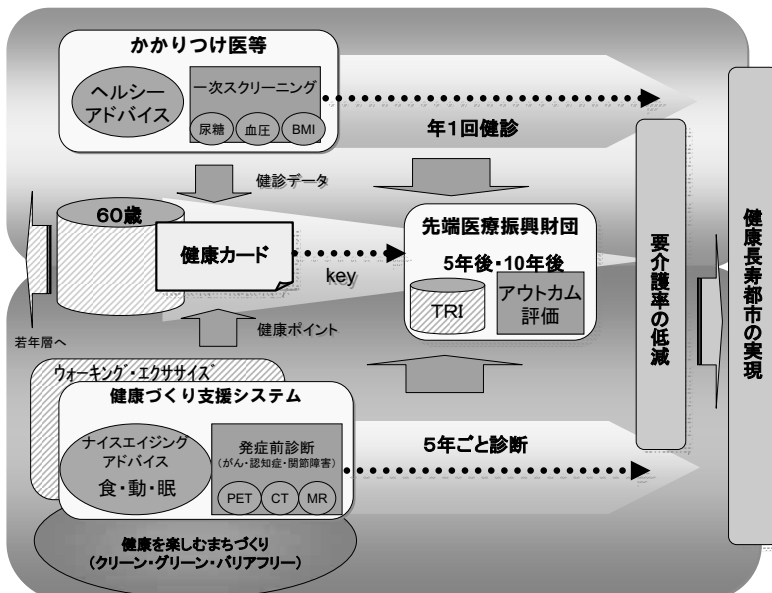 かかりつけ医等
ヘルシー
アドバイス
一次スクリーニング
尿糖
血圧
BMI
年1回健診
健診データ
60歳
健康カード
key
先端医療振興財団
5年後・10年後
TRI
アウトカム
評価
要介護率の低減
健康長寿都市の実現
若年層へ
健康ポイント
ウォーキング・エクササイズ
健康づくり支援システム
ナイスエイジング
アドバイス
食・動・眠
発症前診断
(がん・認知症・関節障害)
PET
CT
MR
5年ごと診断
健康を楽しむまちづくり
(クリーン・グリーン・バリアフリー)